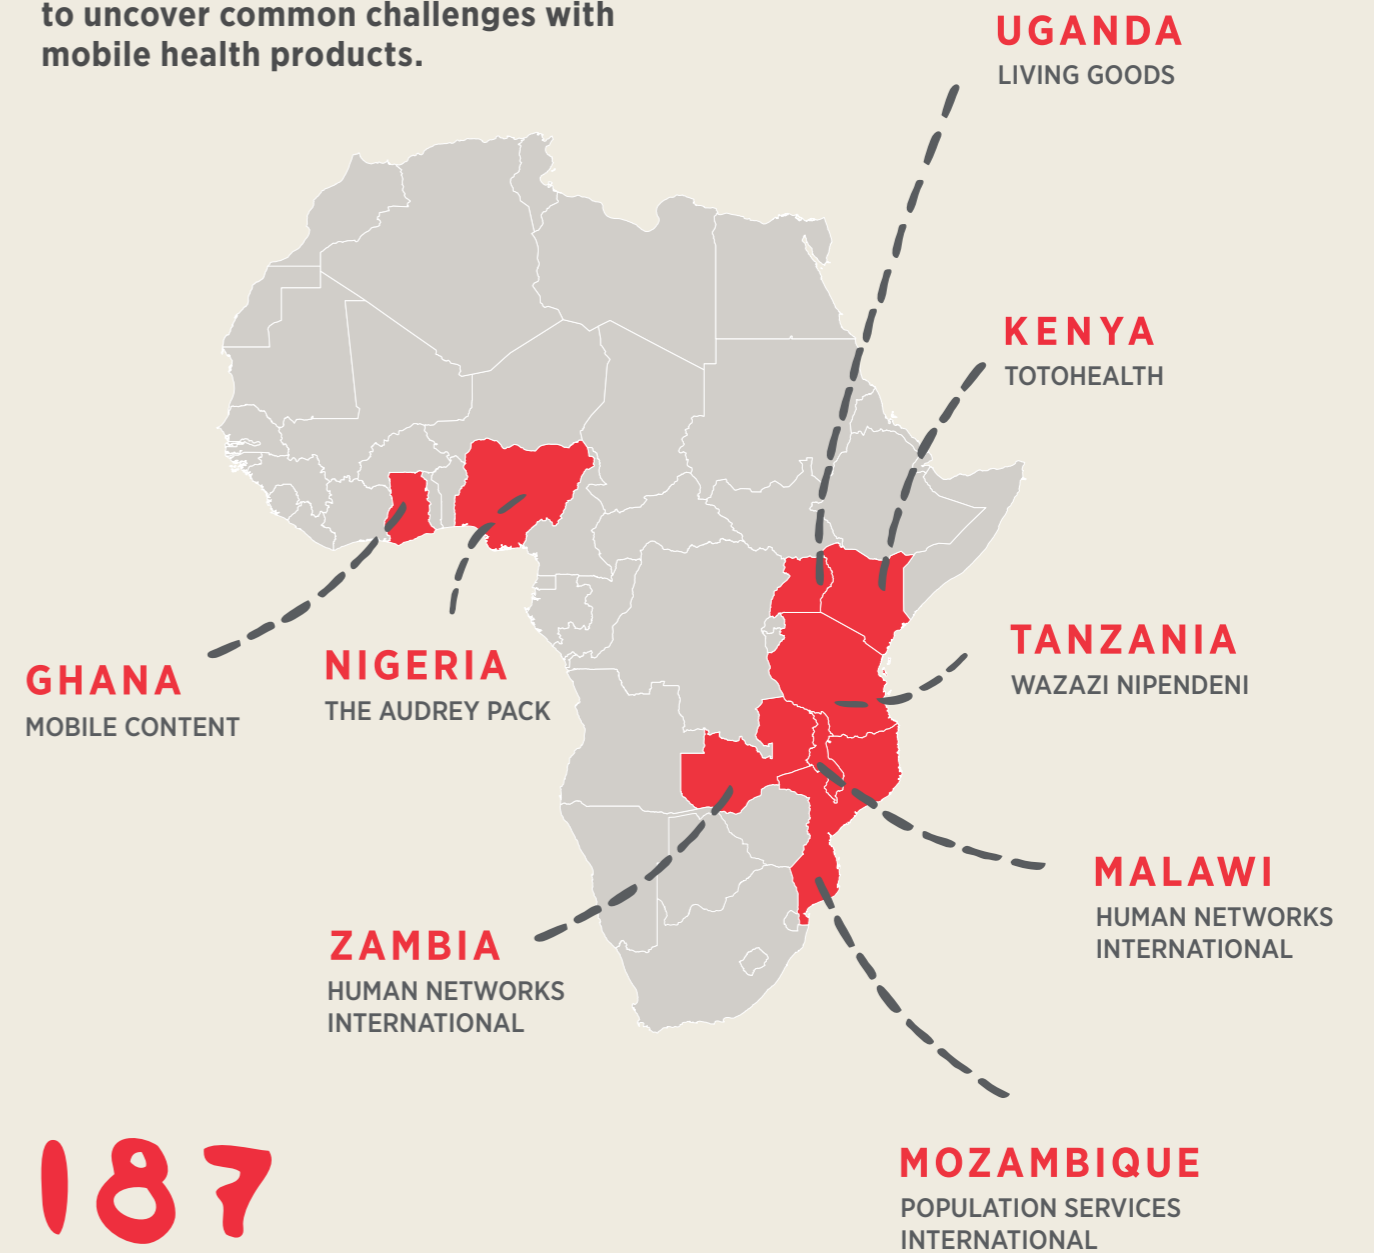 to uncover common challenges with
mobile health products.
UGANDA
LIVING GOODS
KENYA
TOTOHEALTH
TANZANIA
WAZAZI NIPENDENI
GHANA
MOBILE CONTENT
NIGERIA
THE AUDREY PACK
MALAWI
HUMAN NETWORKS
INTERNATIONAL
ZAMBIA
HUMAN NETWORKS
INTERNATIONAL
MOZAMBIQUE
POPULATION SERVICES
INTERNATIONAL
187